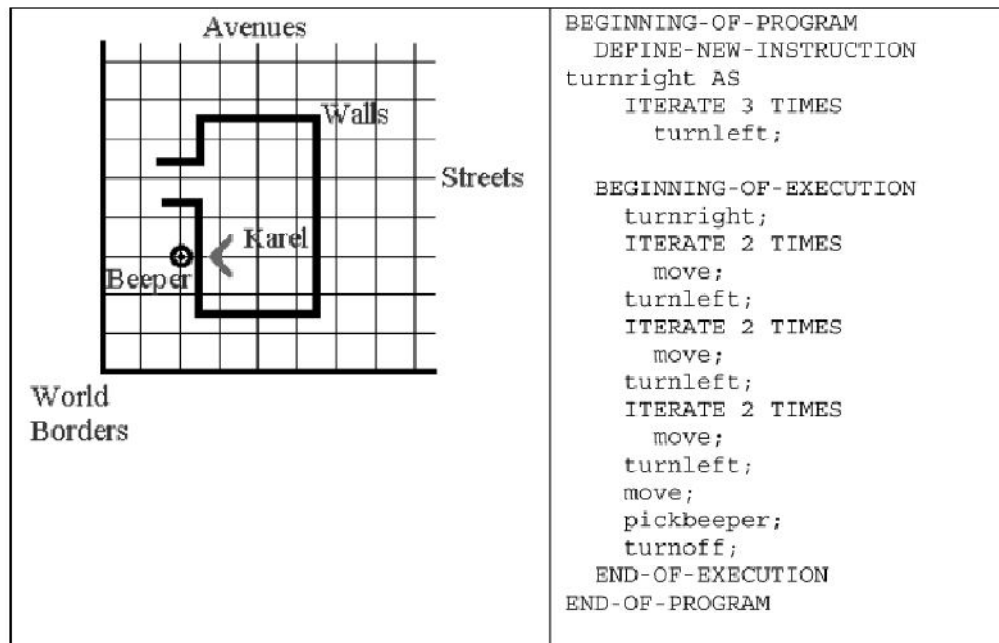 Avenues
Walls
Streets
Karel
Beeper
World
Borders
BEGINNING-OF-PROGRAM
DEFINE-NEW-INSTRUCTION
turnright AS
ITERATE 3 TIMES
turnleft;
BEGINNING-OF-EXECUTION
turnright;
ITERATE 2 TIMES
move;
turnleft;
ITERATE 2 TIMES
move;
turnleft;
ITERATE 2 TIMES
move;
turnleft;
move;
pickbeeper;
turnoff;
END-OF-EXECUTION
END-OF-PROGRAM